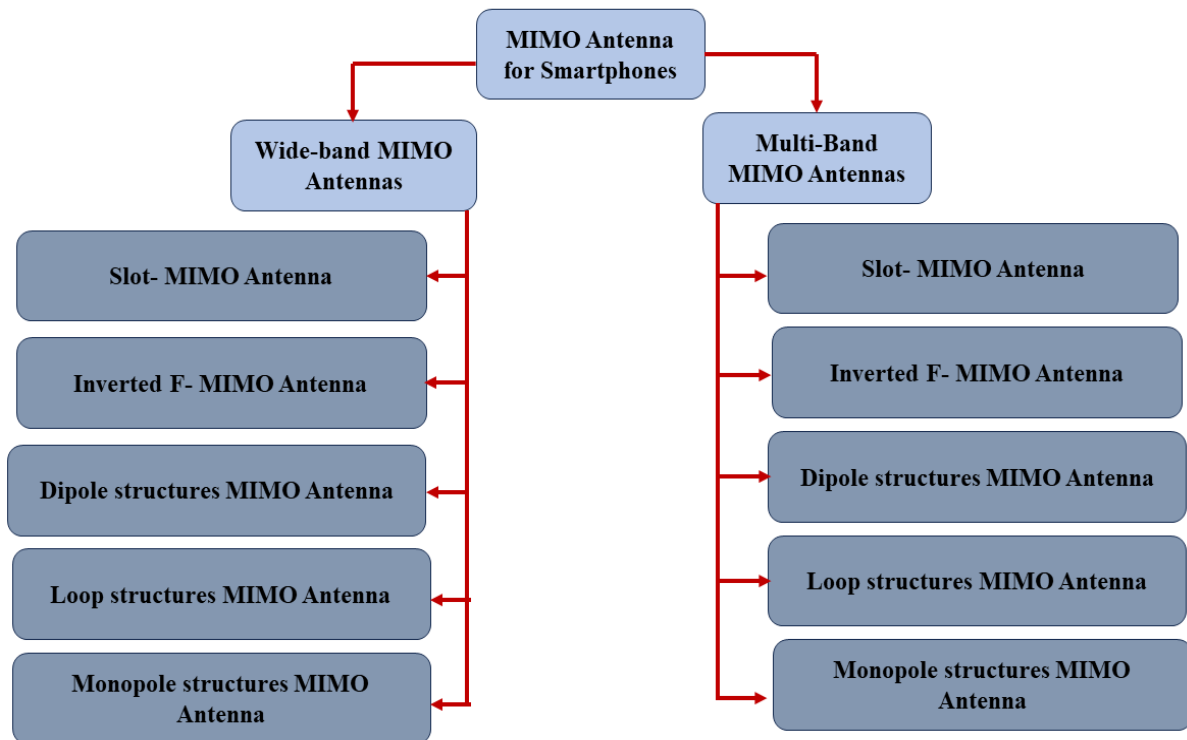 MIMO Antenna
for Smartphones
Wide-band MIMO
Antennas
Multi-Band
MIMO Antennas
Slot- MIMO Antenna
Inverted F- MIMO Antenna
Dipole structures MIMO Antenna
Loop structures MIMO Antenna
Monopole structures MIMO
Antenna
Slot- MIMO Antenna
Inverted F- MIMO Antenna
Dipole structures MIMO Antenna
Loop structures MIMO Antenna
Monopole structures MIMO
Antenna